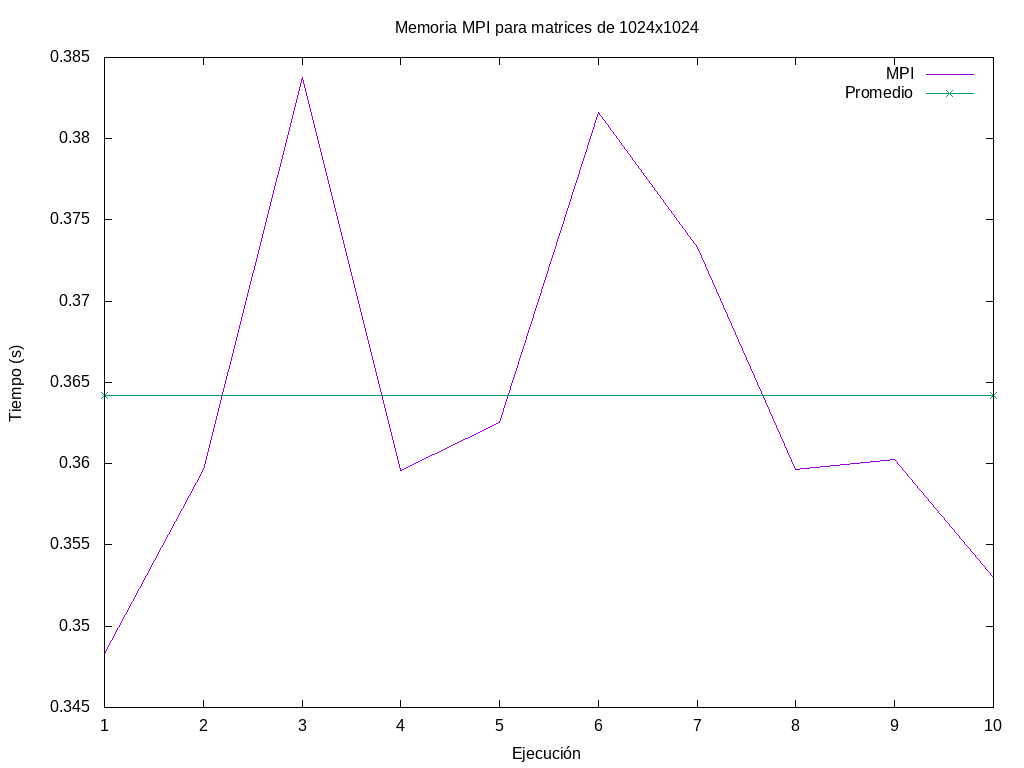 Memoria MPI para matrices de 1024x1024
MPI
Promedio
0.385
0.38
0.375
0.37
0.365
0.36
0.355
0.35
0.345
Tiempo (s)
1 2 3 4 5 6 7 8 9 10
Ejecución